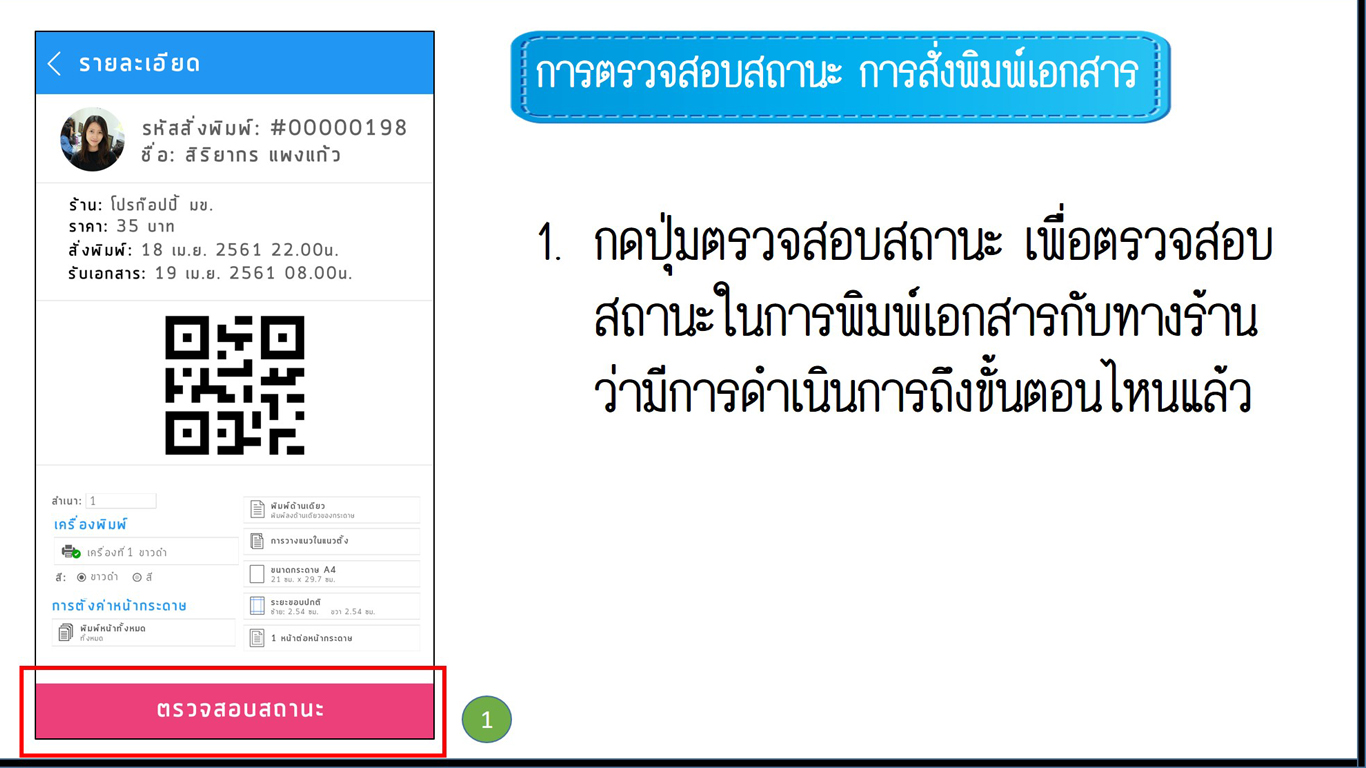 รายละเอียด
รหัสสั่งพิมพ์: #00000198
ชื่อ: สิริยากร แพงแก้ว
ร้าน: โปรก๊อปปี้ มข.
ราคา: 35 บาท
สั่งพิมพ์: 18 เม.ย. 2561 22.00น.
รับเอกสาร: 19 เม.ย. 2561 08.00น.
สำเนา: 1
เครื่องพิมพ์
เครื่องที่ 1 ขาวดำ
สี: ขาวดำ สี
การตั้งค่าหน้ากระดาษ
พิมพ์หน้าทั้งหมด
ทั้งหมด
พิมพ์ด้านเดียว
พิมพ์ลงด้านเดียวของกระดาษ
การวางแนวในแนวตั้ง
ขนาดกระดาษ A4
21 ซม. x 29.7 ซม.
ระยะขอบปกติ
ซ้าย: 2.54 ซม. ขวา 2.54 ซม.
1 หน้าต่อหน้ากระดาษ
ตรวจสอบสถานะ
1
การตรวจสอบสถานะ การสั่งพิมพ์เอกสาร
1. กดปุ่มตรวจสอบสถานะ เพื่อตรวจสอบ
สถานะในการพิมพ์เอกสารกับทางร้าน
ว่ามีการดำเนินการถึงขั้นตอนไหนแล้ว